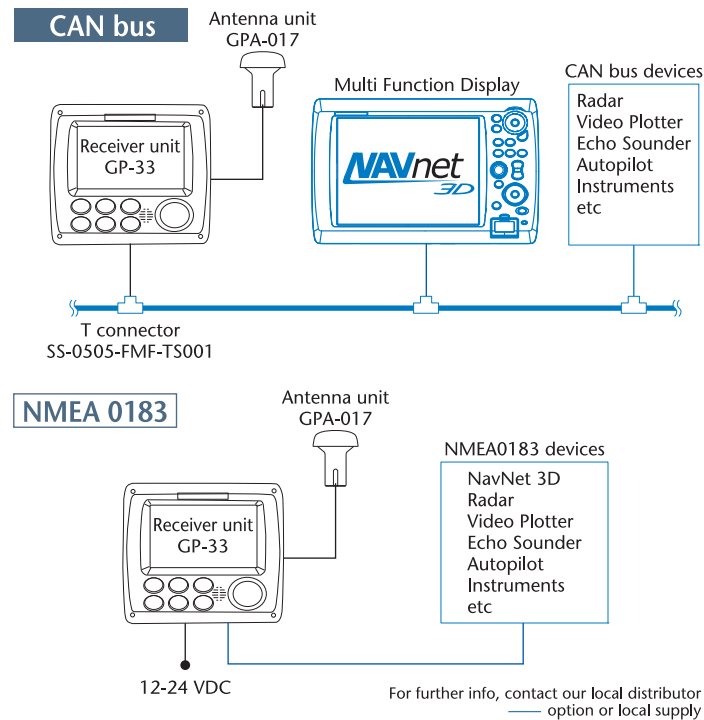 CAN bus
Antenna unit
GPA-017
Receiver unit
GP-33
Multi Function Display
NAVnet
3D
CAN bus devices
Radar
Video Plotter
Echo Sounder
Autopilot
Instruments
etc
T connector
SS-0505-FMF-TS001
NMEA 0183
Antenna unit
GPA-017
Receiver unit
GP-33
NMEA0183 devices
NavNet 3D
Radar
Video Plotter
Echo Sounder
Autopilot
Instruments
etc
12-24 VDC
For further info, contact our local distributor
option or local supply